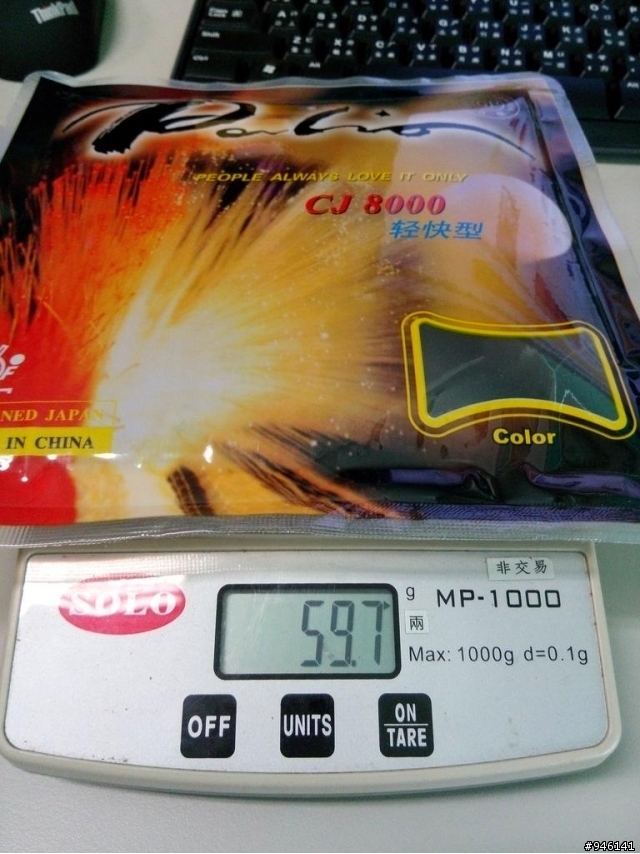 ThinkPad
Palio
PEOPLE ALWAYS LOVE IT ONLY
CJ 8000
轻快型
NED JAPAN
IN CHINA
Color
非交易
SOLO
59.7
g
兩
MP-1000
Max: 1000g d=0.1g
OFF
UNITS
ON
TARE
#946141